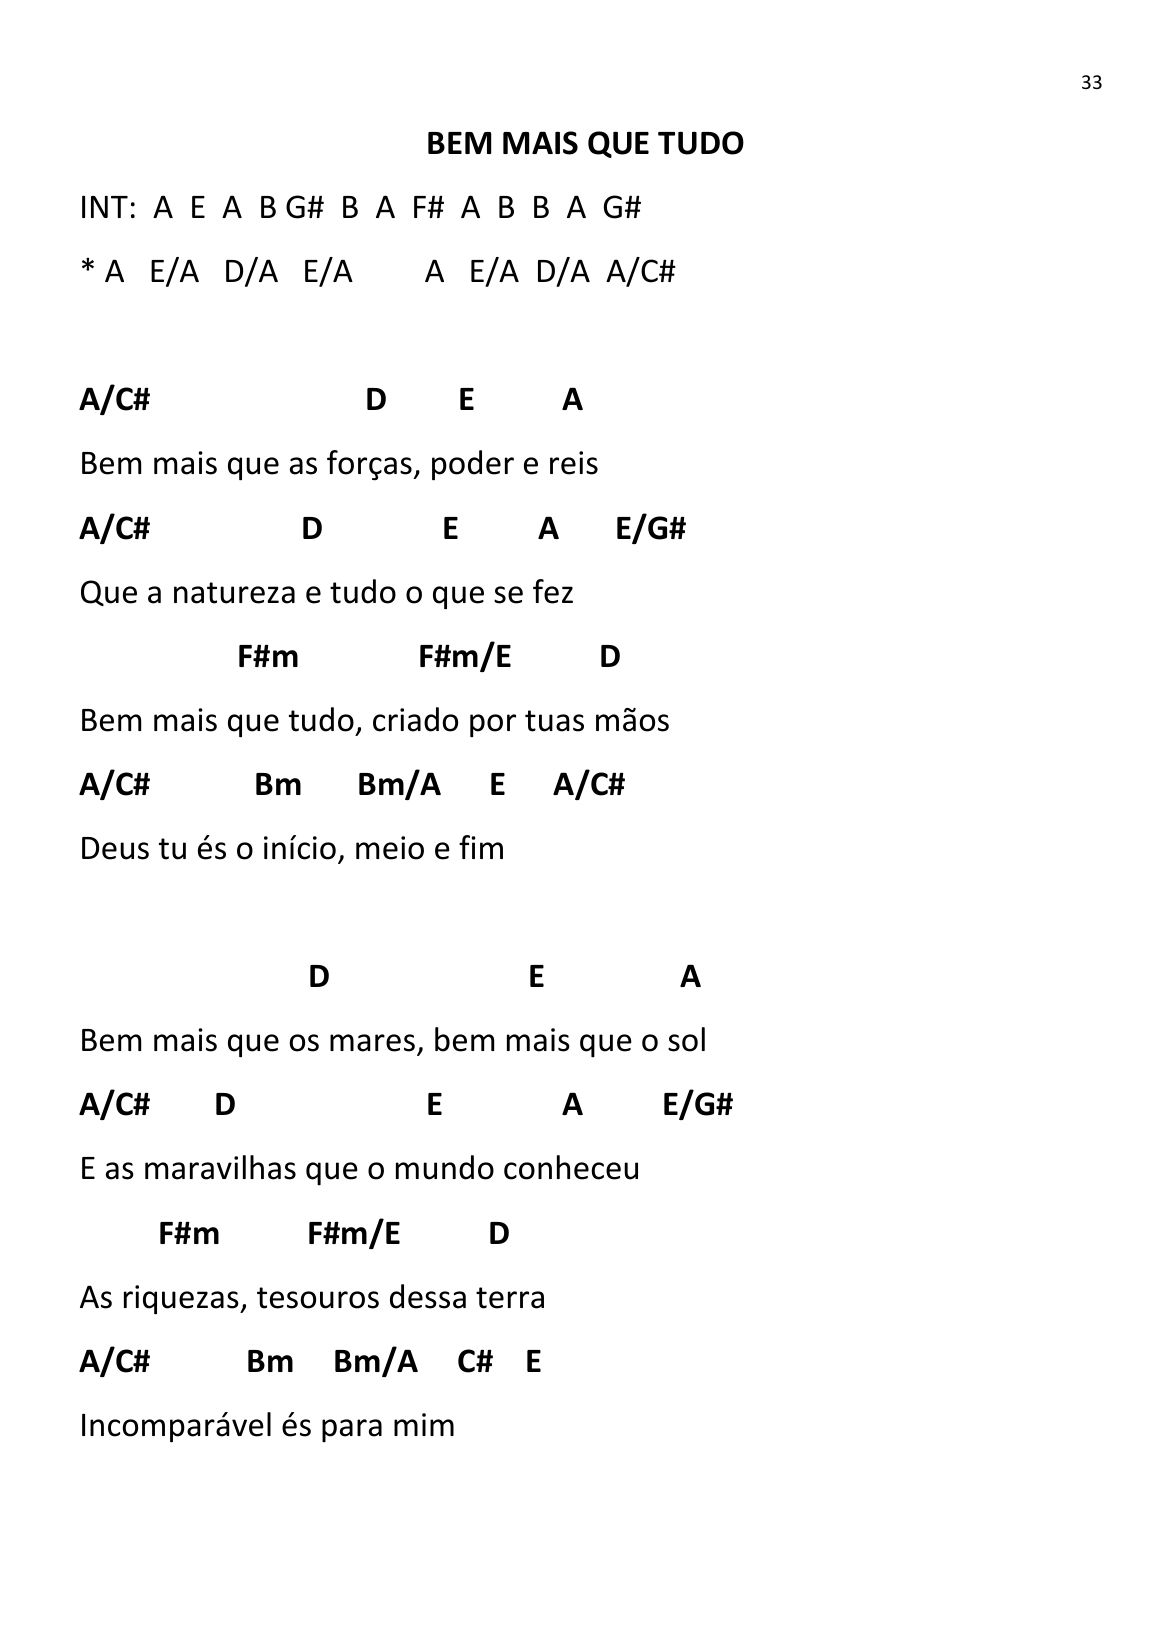 33
BEM MAIS QUE TUDO
INT: A E A B G# B A F# A B B A G#
* A E/A D/A E/A A E/A D/A A/C#
A/C# D E A
Bem mais que as forças, poder e reis
A/C# D E A E/G#
Que a natureza e tudo o que se fez
F#m F#m/E D
Bem mais que tudo, criado por tuas mãos
A/C# Bm Bm/A E A/C#
Deus tu és o início, meio e fim
D E A
Bem mais que os mares, bem mais que o sol
A/C# D E A E/G#
E as maravilhas que o mundo conheceu
F#m F#m/E D
As riquezas, tesouros dessa terra
A/C# Bm Bm/A C# E
Incomparável és para mim